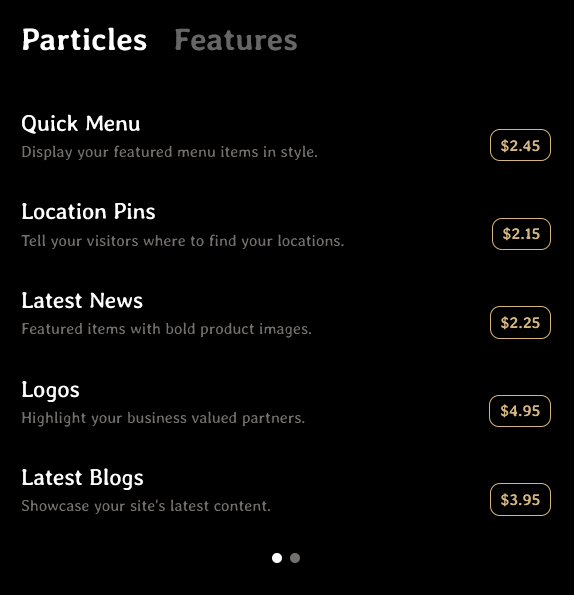 Particles Features
Quick Menu
Display your featured menu items in style.
$2.45
Location Pins
Tell your visitors where to find your locations.
$2.15
Latest News
Featured items with bold product images.
$2.25
Logos
Highlight your business valued partners.
$4.95
Latest Blogs
Showcase your site's latest content.
$3.95